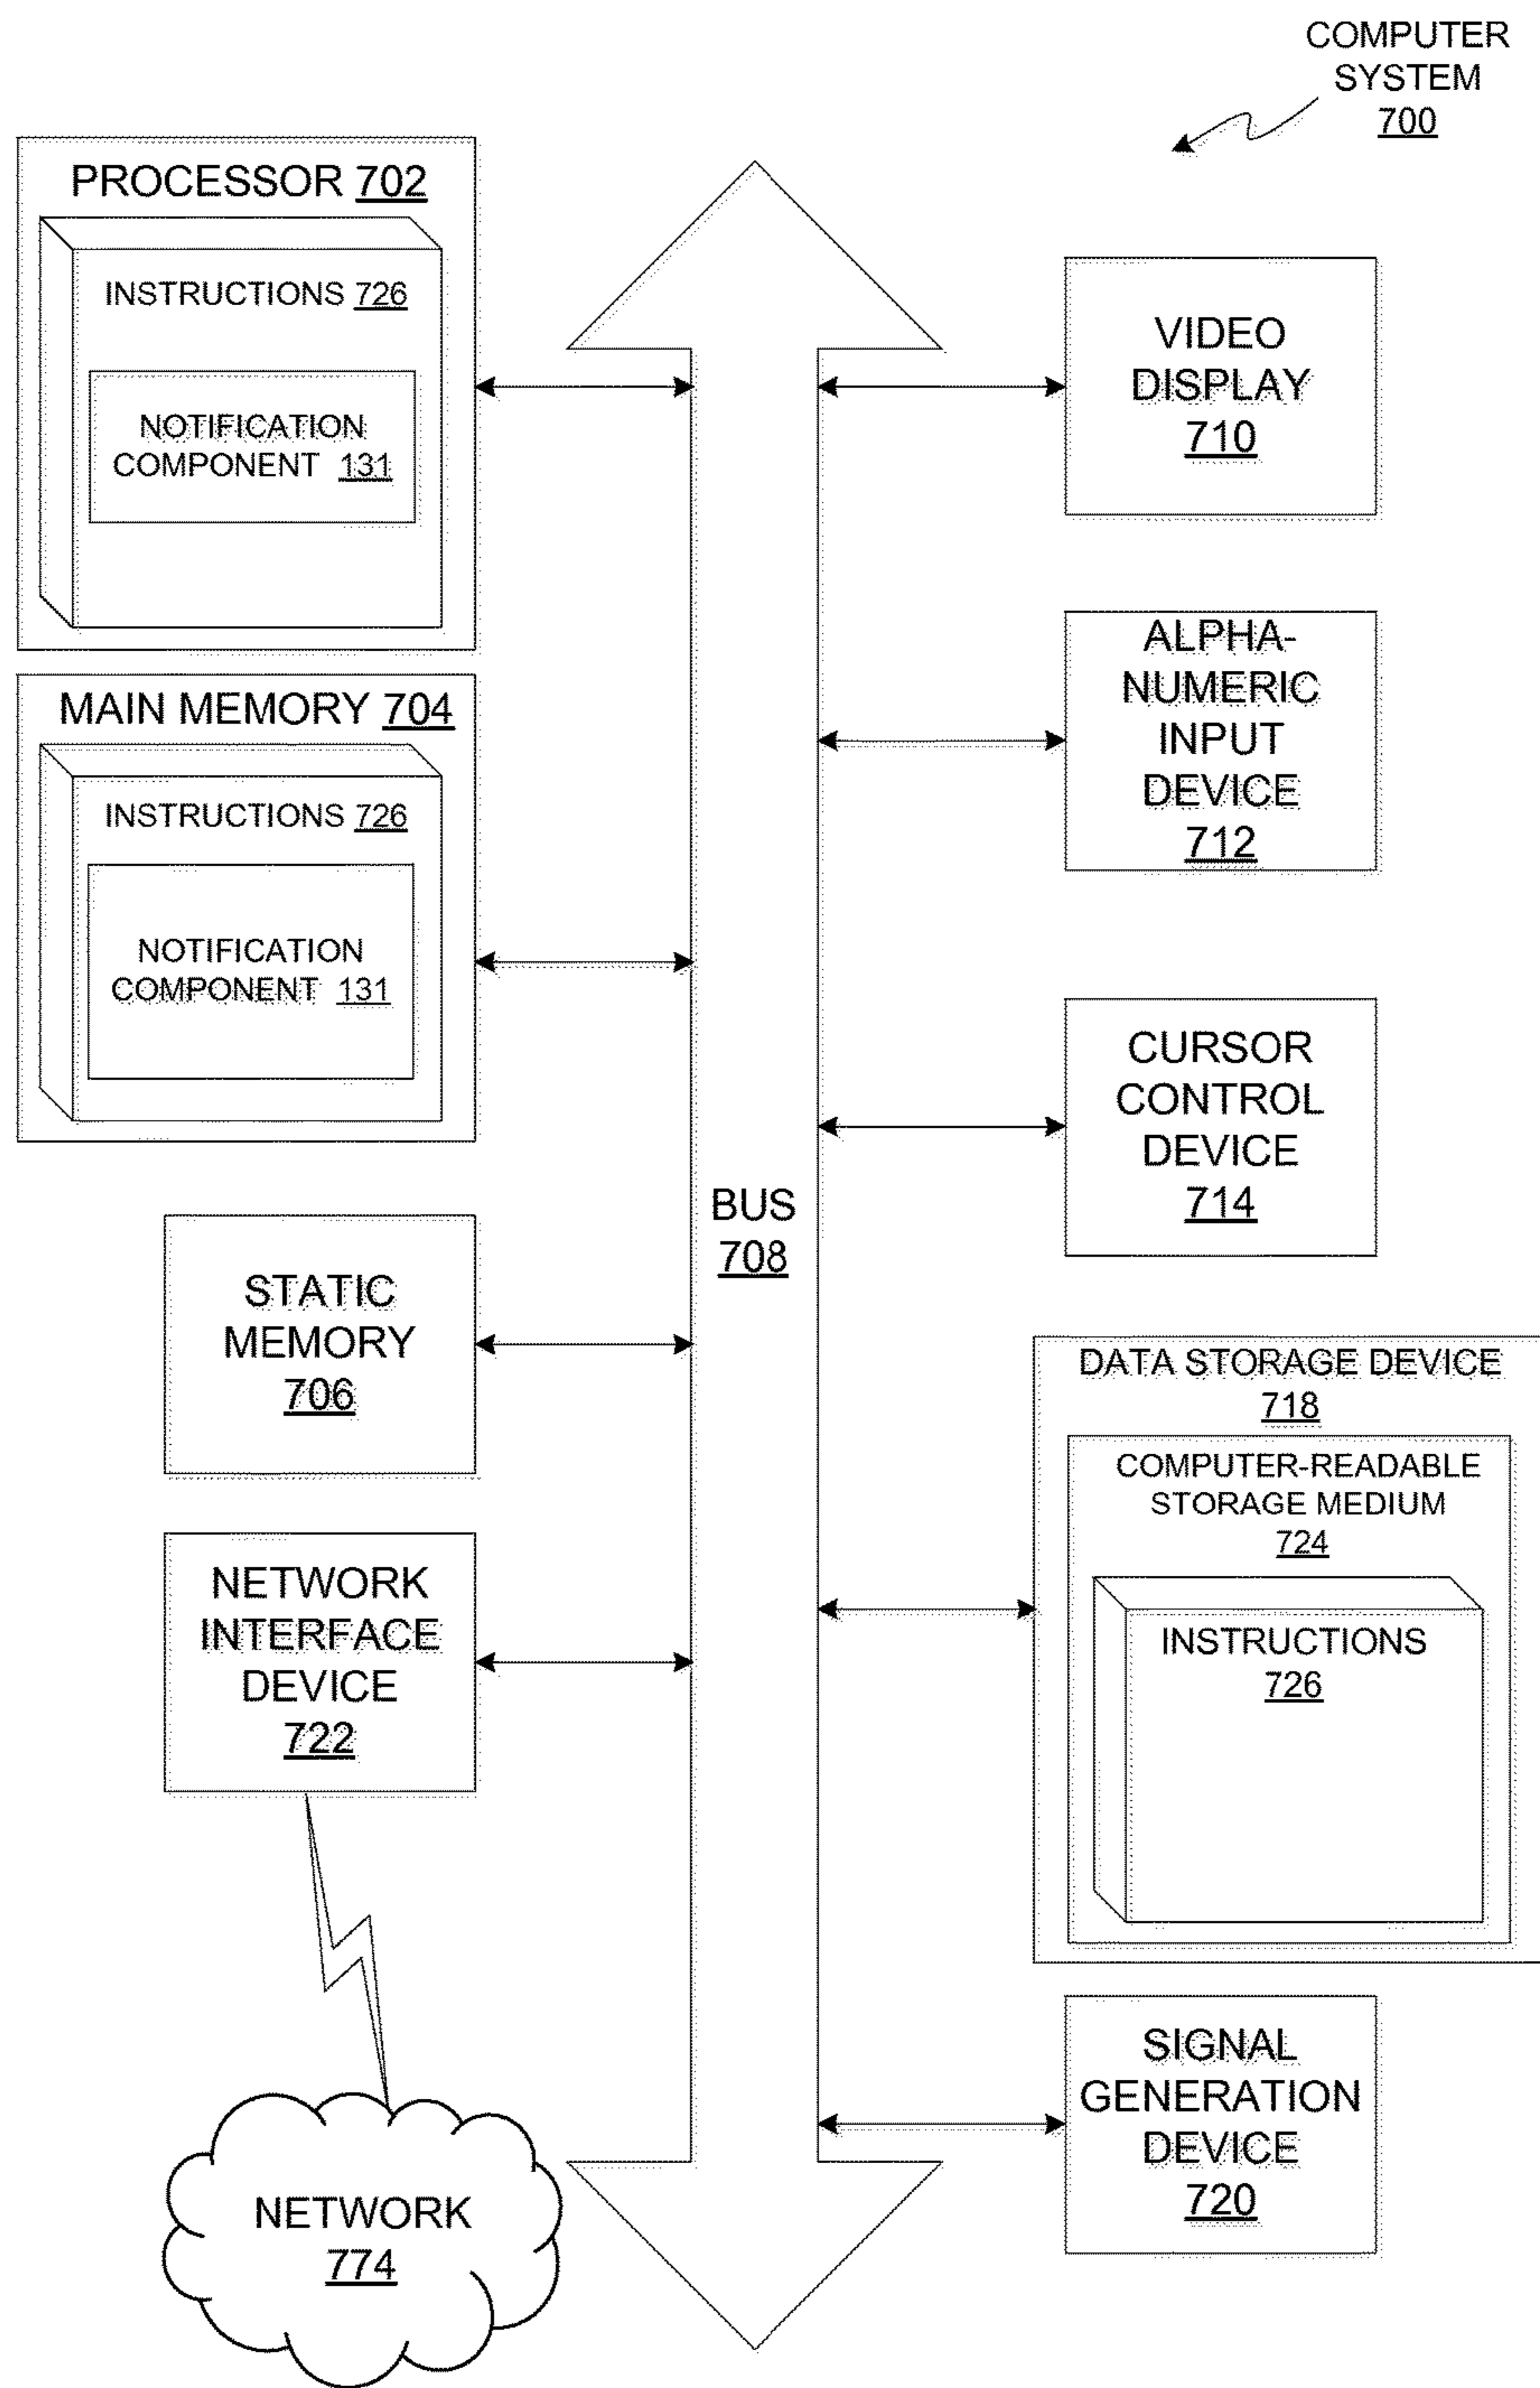 COMPUTER
SYSTEM
700
PROCESSOR 702
INSTRUCTIONS 726
NOTIFICATION
COMPONENT 131
MAIN MEMORY 704
INSTRUCTIONS 726
NOTIFICATION
COMPONENT 131
STATIC
MEMORY
706
NETWORK
INTERFACE
DEVICE
722
NETWORK
774
BUS
708
VIDEO
DISPLAY
710
ALPHA-
NUMERIC
INPUT
DEVICE
712
CURSOR
CONTROL
DEVICE
714
DATA STORAGE DEVICE
718
COMPUTER-READABLE
STORAGE MEDIUM
724
INSTRUCTIONS
726
SIGNAL
GENERATION
DEVICE
720